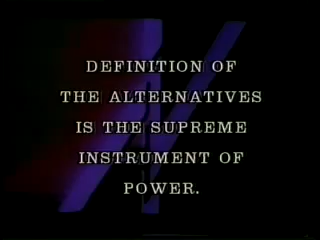 DEFINITION OF
THE ALTERNATIVES
IS THE SUPREME
INSTRUMENT OF
POWER.